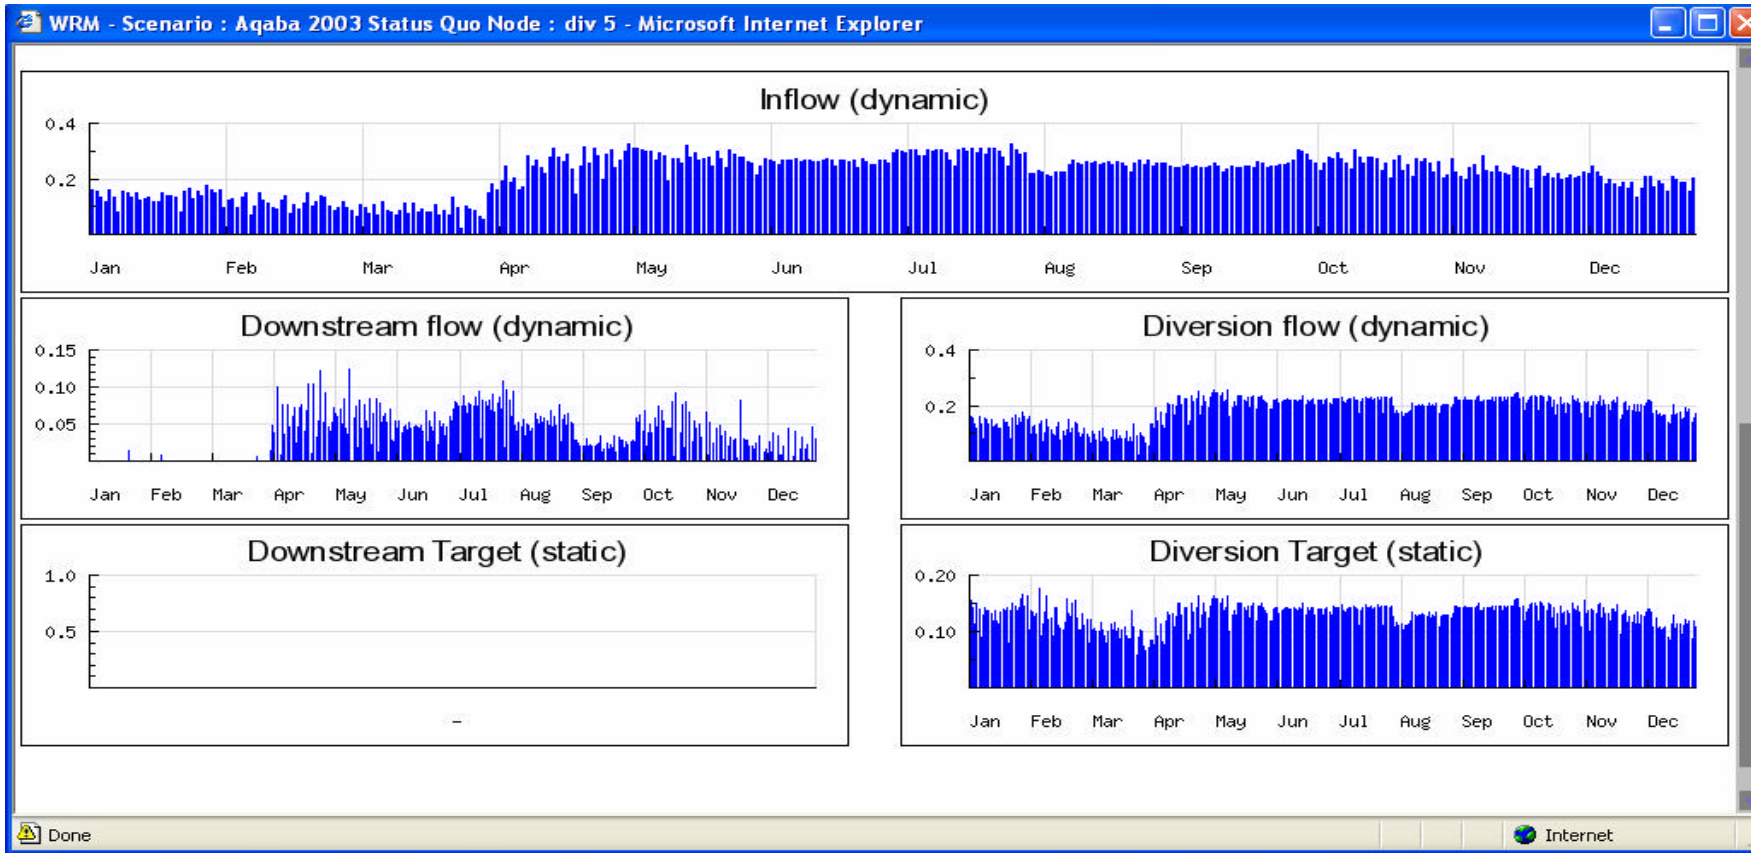 WRM - Scenario : Aqaba 2003 Status Quo Node : div 5 - Microsoft Internet Explorer
Inflow (dynamic)
0.4
0.2
Jan Feb Mar Apr May Jun Jul Aug Sep Oct Nov Dec
Downstream flow (dynamic)
0.15
0.10
0.05
Jan Feb Mar Apr May Jun Jul Aug Sep Oct Nov Dec
Diversion flow (dynamic)
0.4
0.2
Jan Feb Mar Apr May Jun Jul Aug Sep Oct Nov Dec
Downstream Target (static)
1.0
0.5
-
Diversion Target (static)
0.20
0.10
Jan Feb Mar Apr May Jun Jul Aug Sep Oct Nov Dec
Done
Internet